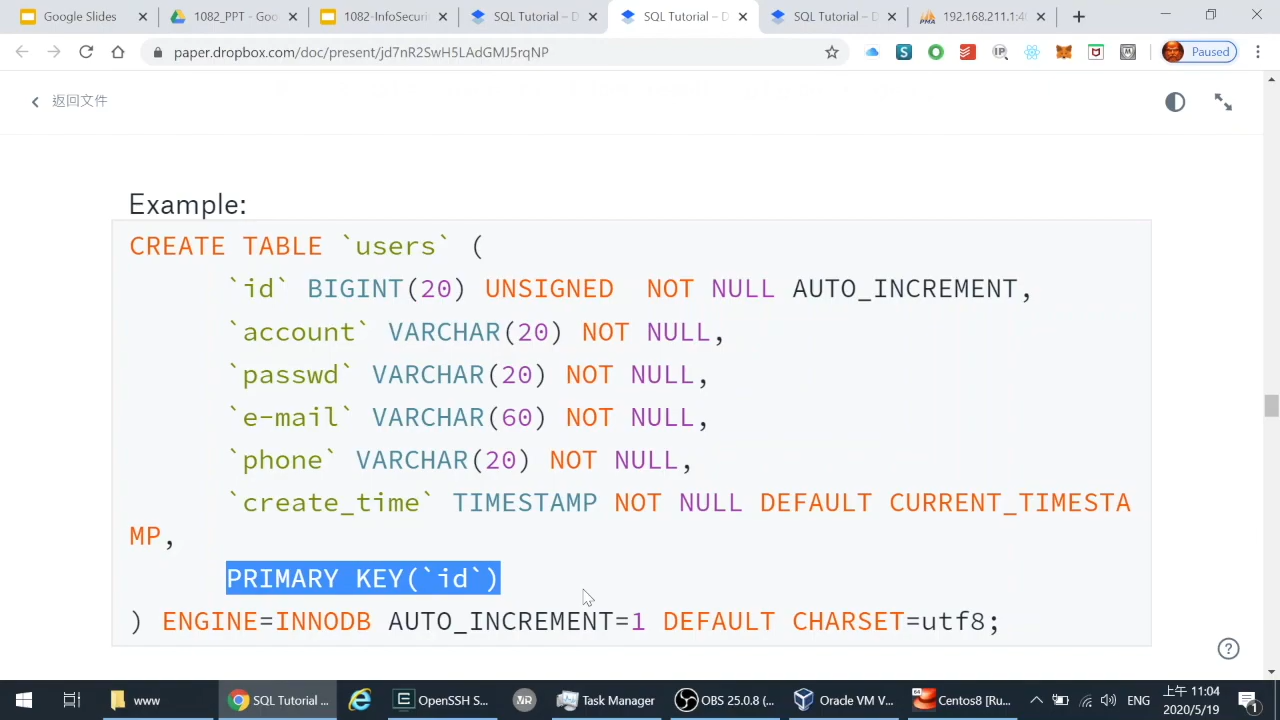 Google Slides
1082_PPT - Goo
1082-InfoSecuri
SQL Tutorial – D
SQL Tutorial – D
SQL Tutorial – D
192.168.211.1:4
paper.dropbox.com/doc/present/jd7nR2SwH5LAdGMJ5rqNP
Paused
返回文件
Example:
CREATE TABLE `users` (
`id` BIGINT(20) UNSIGNED  NOT NULL AUTO_INCREMENT,
`account` VARCHAR(20) NOT NULL,
`passwd` VARCHAR(20) NOT NULL,
`e-mail` VARCHAR(60) NOT NULL,
`phone` VARCHAR(20) NOT NULL,
`create_time` TIMESTAMP NOT NULL DEFAULT CURRENT_TIMESTA
MP,
PRIMARY KEY(`id`)
) ENGINE=INNODB AUTO_INCREMENT=1 DEFAULT CHARSET=utf8;
www
SQL Tutorial ...
OpenSSH S...
Task Manager
OBS 25.0.8 (...
Oracle VM V...
Centos8 [Ru...
ENG
上午 11:04
2020/5/19